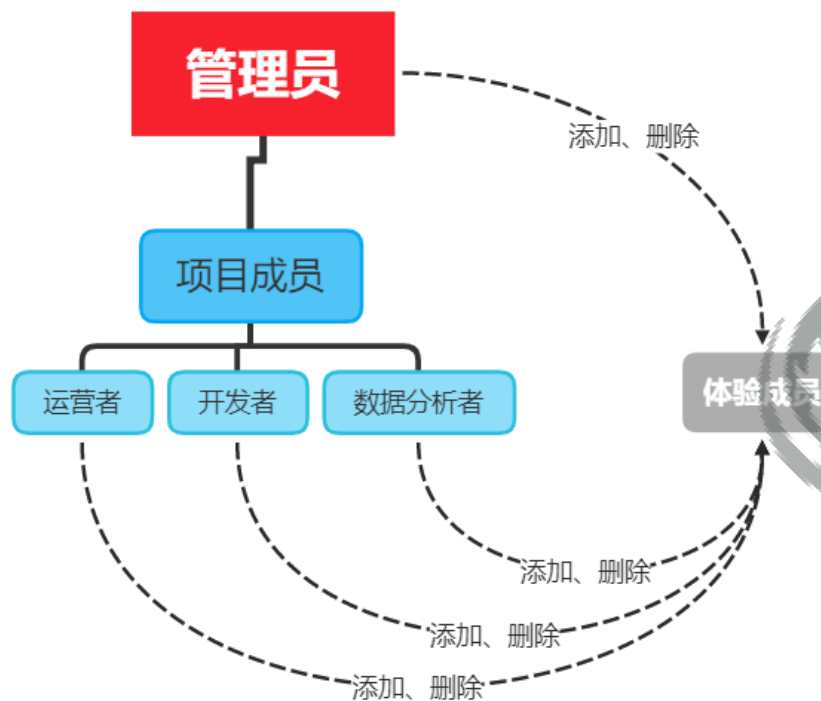 管理员
添加、删除
项目成员
运营者
开发者
数据分析者
体验成员
添加、删除
添加、删除
添加、删除